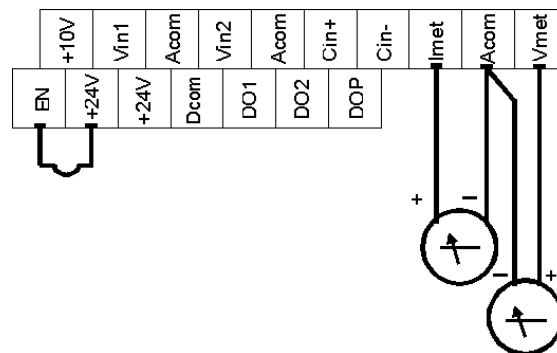 +10V Vin1 Acom Vin2 Acom Cin+ Cin- Imet Acom Vmet
EN +24V +24V Dcom DO1 DO2 DOP
+ − − +